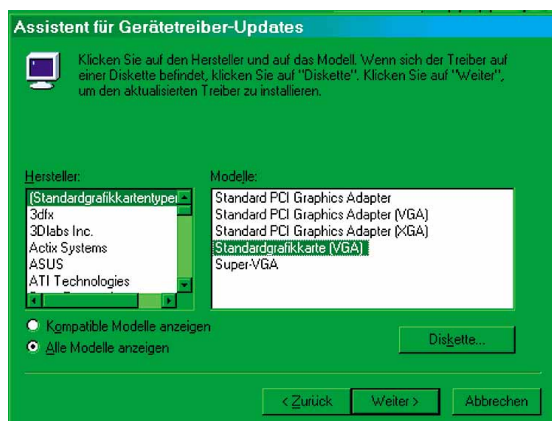 Assistent für Gerätetreiber-Updates
Klicken Sie auf den Hersteller und auf das Modell. Wenn sich der Treiber auf
einer Diskette befindet, klicken Sie auf "Diskette". Klicken Sie auf "Weiter",
um den aktualisierten Treiber zu installieren.
Hersteller:
(Standardgrafikkartentypen
3dfx
3Dlabs Inc.
Actix Systems
ASUS
ATI Technologies
Modelle:
Standard PCI Graphics Adapter
Standard PCI Graphics Adapter (VGA)
Standard PCI Graphics Adapter (XGA)
Standardgrafikkarte (VGA)
Super-VGA
Kompatible Modelle anzeigen
Alle Modelle anzeigen
Diskette...
< Zurück
Weiter >
Abbrechen